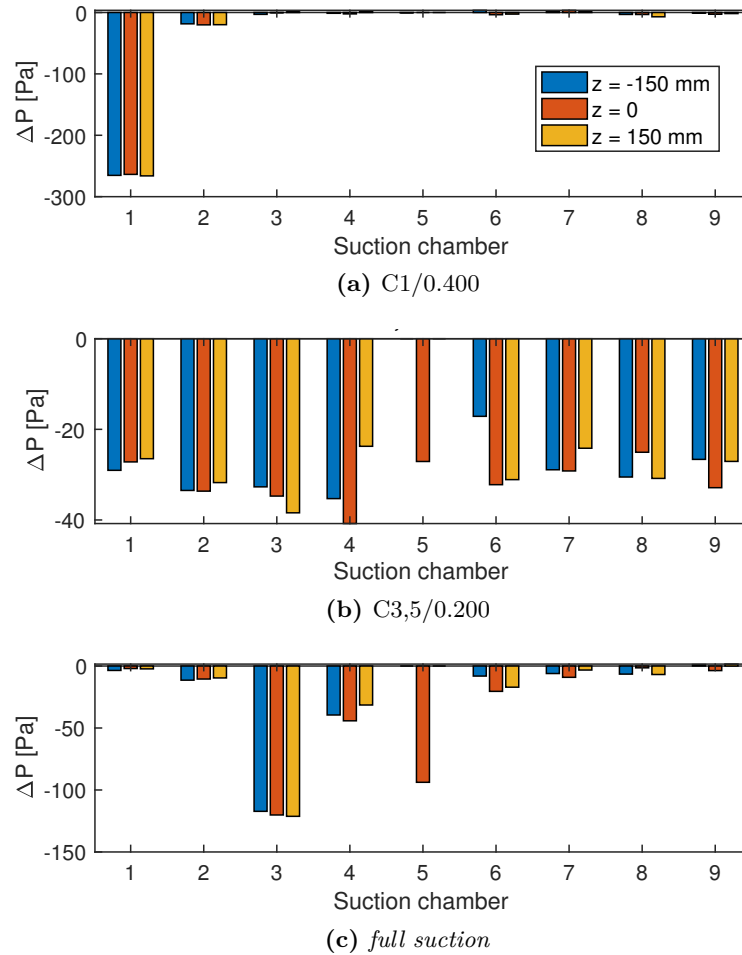 0
-100
-200
-300
ΔP [Pa]
z = -150 mm
z = 0
z = 150 mm
1 2 3 4 5 6 7 8 9
Suction chamber
(a) C1/0.400
0
-20
-40
ΔP [Pa]
1 2 3 4 5 6 7 8 9
Suction chamber
(b) C3,5/0.200
0
-50
-100
-150
ΔP [Pa]
1 2 3 4 5 6 7 8 9
Suction chamber
(c) full suction